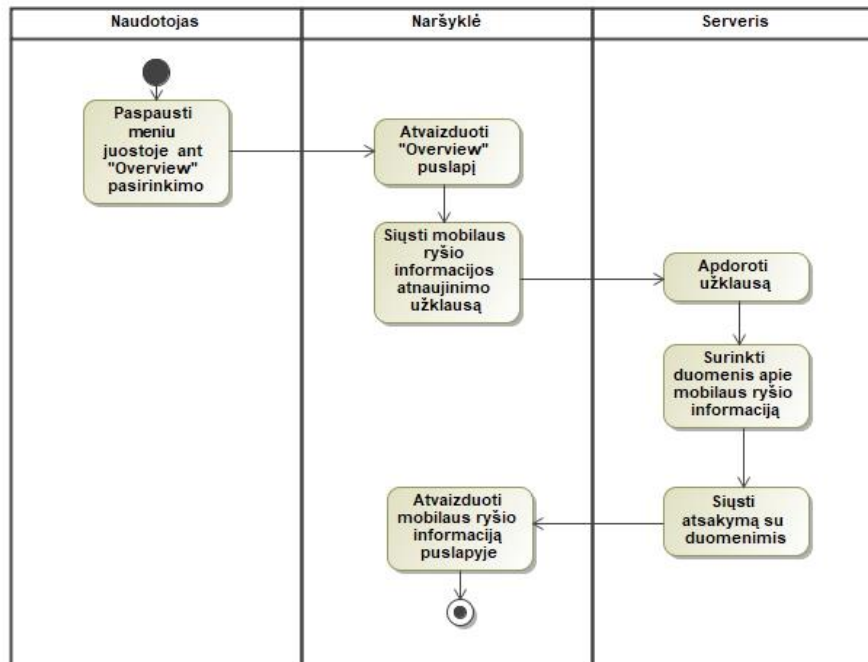 Naudotojas
Naršyklė
Serveris
Paspausti
meniu
juostoje ant
"Overview"
pasirinkimo
Atvaizduoti
"Overview"
puslapį
Siųsti mobilaus
ryšio
informacijos
atnaujinimo
užklausą
Apdoroti
užklausą
Surinkti
duomenis apie
mobilaus ryšio
informaciją
Siųsti
atsakymą su
duomenimis
Atvaizduoti
mobilaus ryšio
informaciją
puslapyje